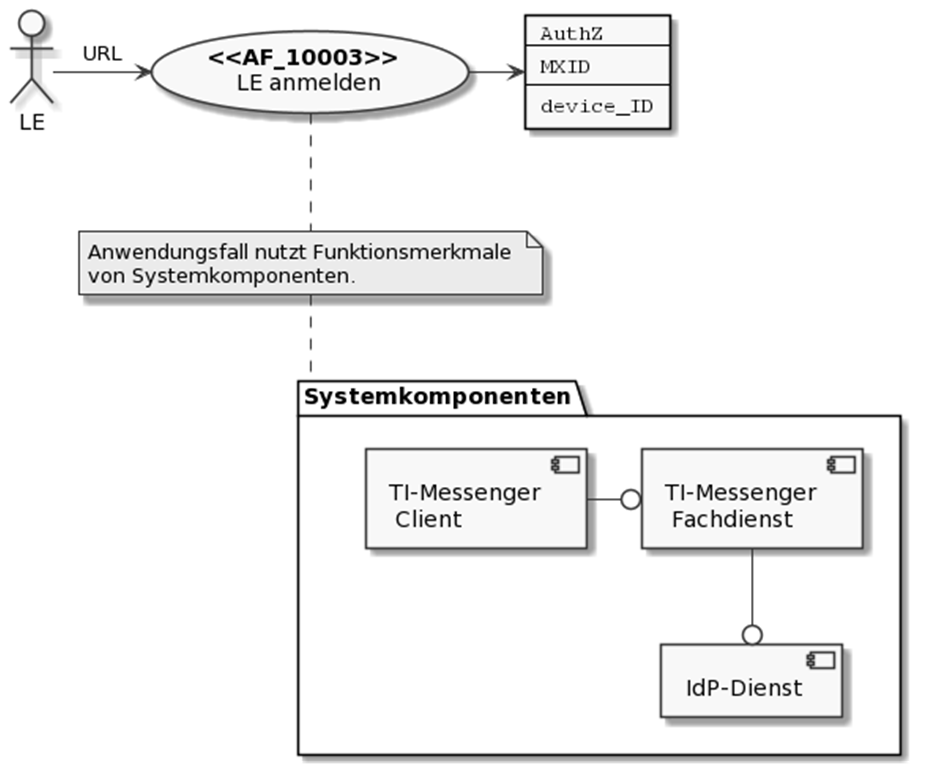 URL
<<AF_10003>>
LE anmelden
LE
AuthZ
MXID
device_ID
Anwendungsfall nutzt Funktionsmerkmale
von Systemkomponenten.
Systemkomponenten
TI-Messenger
Client
TI-Messenger
Fachdienst
IdP-Dienst